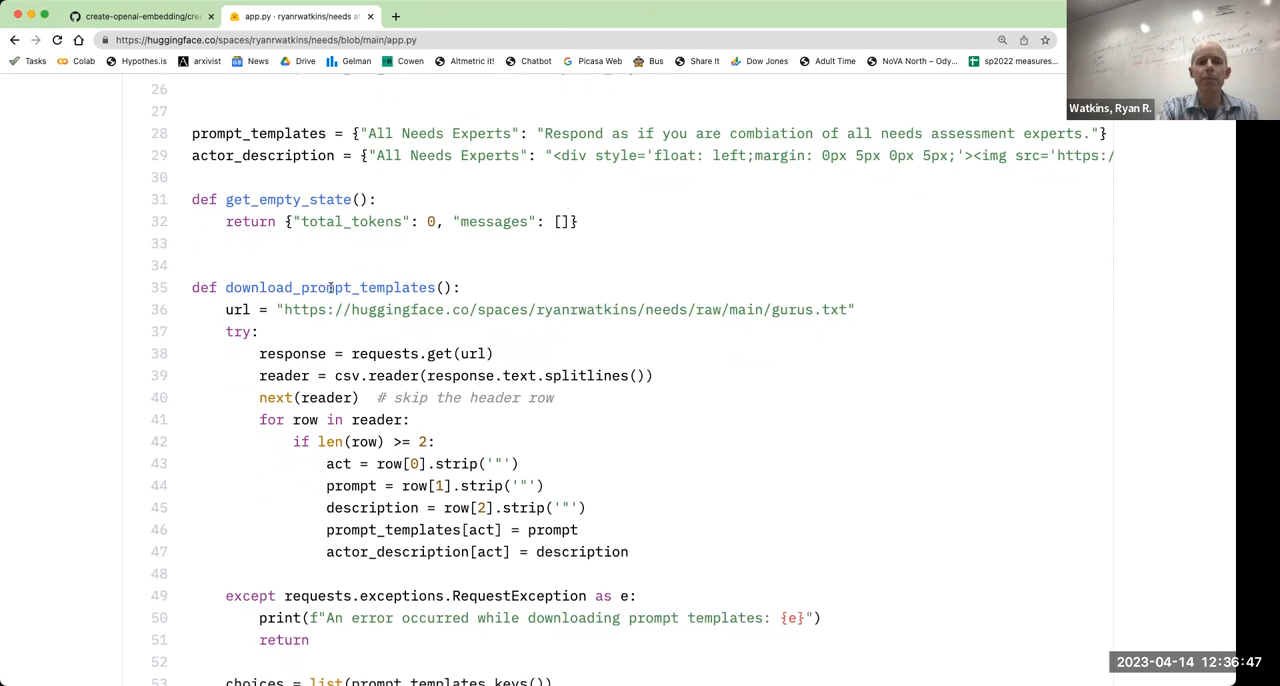 create-openai-embedding/crea
app.py · ryanrwatkins/needs at
https://huggingface.co/spaces/ryanrwatkins/needs/blob/main/app.py
Tasks Colab Hypothes.is arxivist News Drive Gelman Cowen Altmetric it! Chatbot Picasa Web Bus Share It Dow Jones Adult Time NoVA North – Ody... sp2022 measures...
Watkins, Ryan R.
26
27
28 prompt_templates = {"All Needs Experts": "Respond as if you are combiation of all needs assessment experts."}
29 actor_description = {"All Needs Experts": "<div style='float: left;margin: 0px 5px 0px 5px;'><img src='https:/
30
31 def get_empty_state():
32 return {"total_tokens": 0, "messages": []}
33
34
35 def download_prompt_templates():
36 url = "https://huggingface.co/spaces/ryanrwatkins/needs/raw/main/gurus.txt"
37 try:
38 response = requests.get(url)
39 reader = csv.reader(response.text.splitlines())
40 next(reader) # skip the header row
41 for row in reader:
42 if len(row) >= 2:
43 act = row[0].strip('"')
44 prompt = row[1].strip('"')
45 description = row[2].strip('"')
46 prompt_templates[act] = prompt
47 actor_description[act] = description
48
49 except requests.exceptions.RequestException as e:
50 print(f"An error occurred while downloading prompt templates: {e}")
51 return
52
53 choices = list(prompt_templates.keys())
2023-04-14 12:36:47